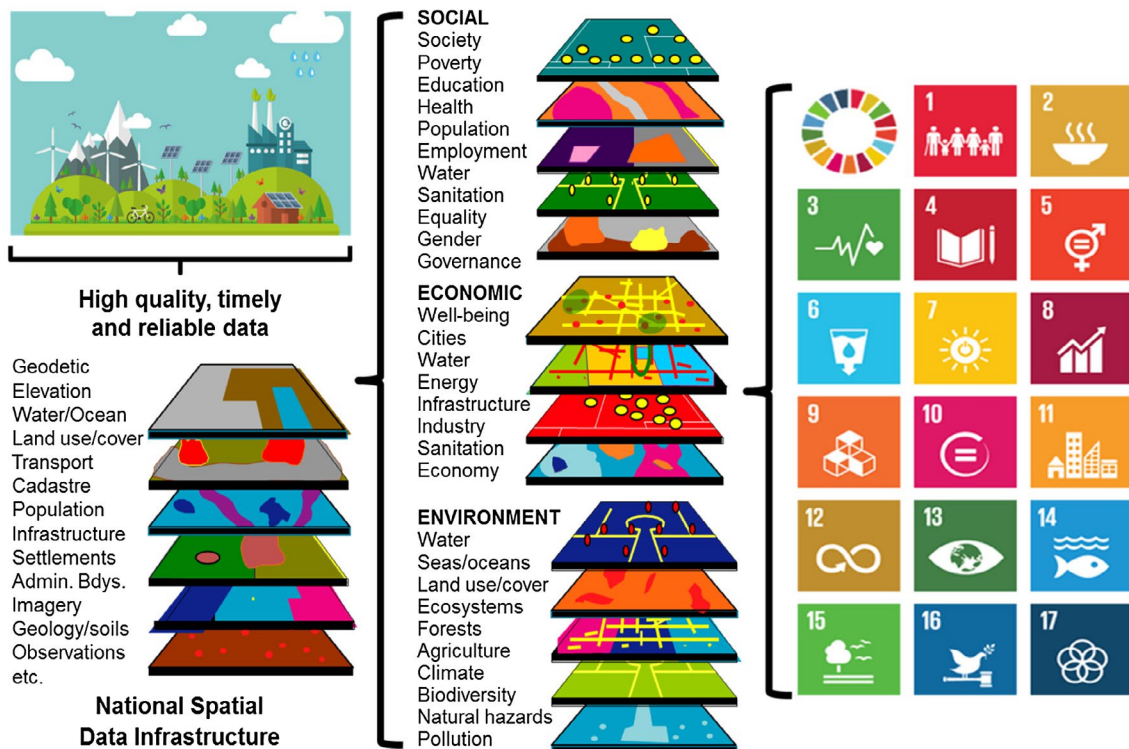 High quality, timely
and reliable data
Geodetic
Elevation
Water/Ocean
Land use/cover
Transport
Cadastre
Population
Infrastructure
Settlements
Admin. Bdys.
Imagery
Geology/soils
Observations
etc.
National Spatial
Data Infrastructure
SOCIAL
Society
Poverty
Education
Health
Population
Employment
Water
Sanitation
Equality
Gender
Governance
ECONOMIC
Well-being
Cities
Water
Energy
Infrastructure
Industry
Sanitation
Economy
ENVIRONMENT
Water
Seas/oceans
Land use/cover
Ecosystems
Forests
Agriculture
Climate
Biodiversity
Natural hazards
Pollution
1
2
3
4
5
6
7
8
9
10
11
12
13
14
15
16
17